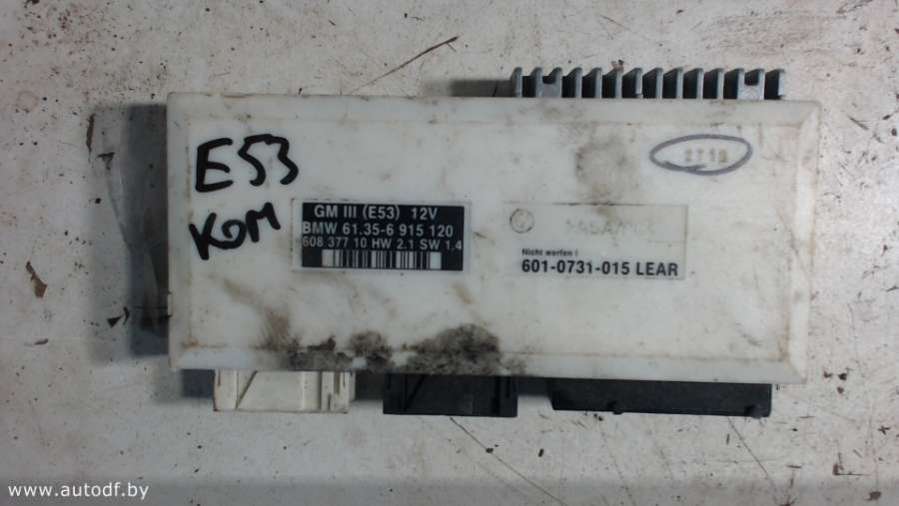 E53
ком
GM III (E53) 12V
BMW 61.35-6 915 120
608 377 10 HW 2.1 SW 1.4
Nicht werfen !
601-0731-015 LEAR
www.autodf.by